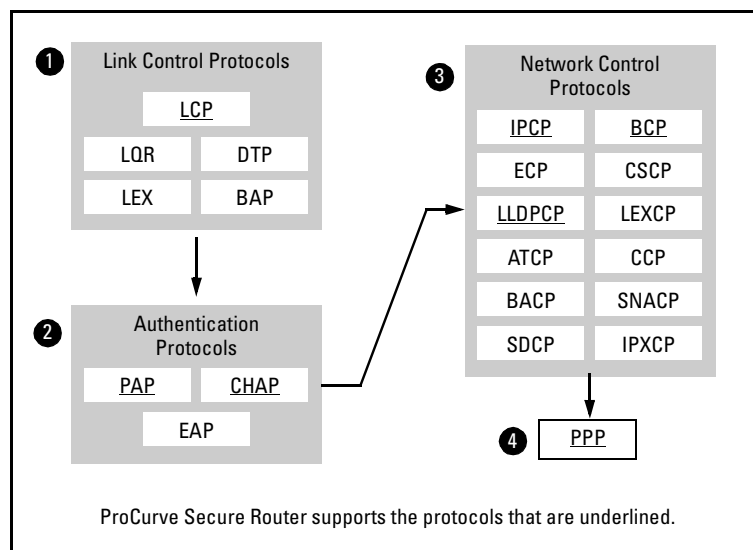 1
Link Control Protocols
LCP
LQR DTP
LEX BAP
2
Authentication
Protocols
PAP CHAP
EAP
3
Network Control
Protocols
IPCP BCP
ECP CSCP
LLDPCP LEXCP
ATCP CCP
BACP SNACP
SDCP IPXCP
4
PPP
ProCurve Secure Router supports the protocols that are underlined.